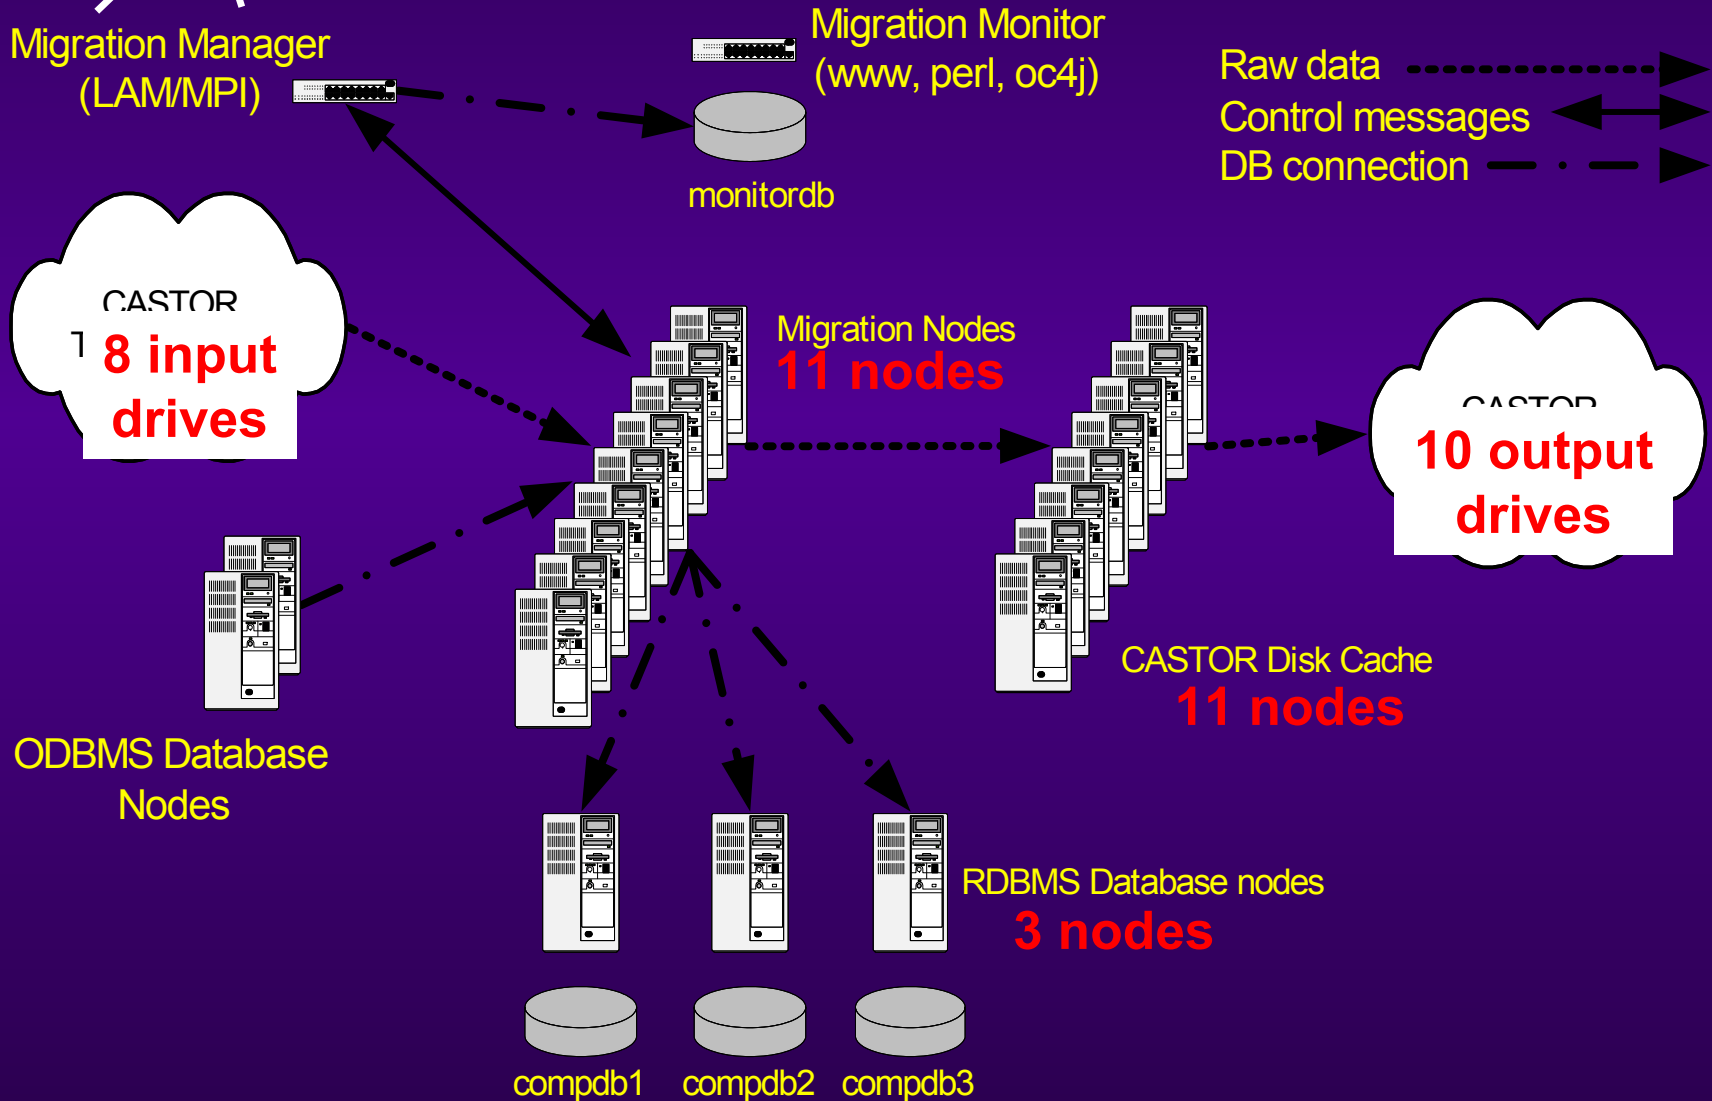 Migration Manager
(LAM/MPI)
Migration Monitor
(www, perl, oc4j)
monitordb
Raw data
Control messages
DB connection
CASTOR
8 input
drives
Migration Nodes
11 nodes
CASTOR
10 output
drives
CASTOR Disk Cache
11 nodes
ODBMS Database
Nodes
RDBMS Database nodes
3 nodes
compdb1
compdb2
compdb3